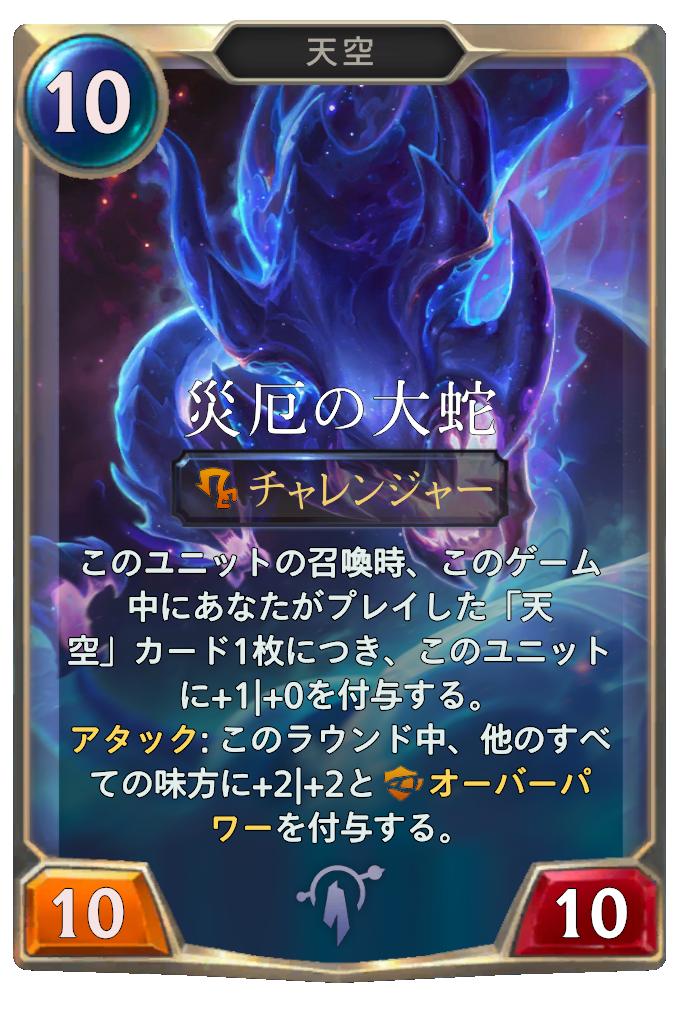 天空
10
災厄の大蛇
チャレンジャー
このユニットの召喚時、このゲーム
中にあなたがプレイした「天
空」カード1枚につき、このユニット
に+1|+0を付与する。
アタック: このラウンド中、他のすべ
ての味方に+2|+2と オーバーパ
ワーを付与する。
10
10